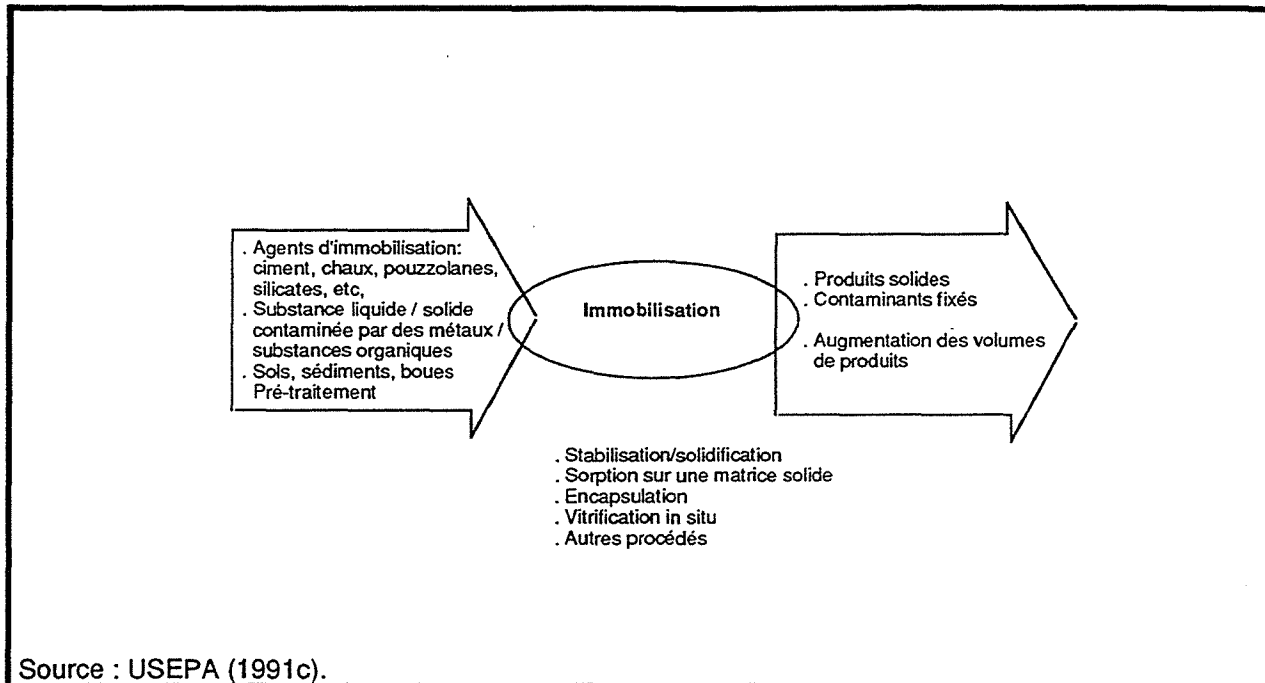 . Agents d'immobilisation:
ciment, chaux, pouzzolanes,
silicates, etc,
. Substance liquide / solide
contaminée par des métaux /
substances organiques
. Sols, sédiments, boues
Pré-traitement
Immobilisation
. Produits solides
. Contaminants fixés
. Augmentation des volumes
de produits
. Stabilisation/solidification
. Sorption sur une matrice solide
. Encapsulation
. Vitrification in situ
. Autres procédés
Source : USEPA (1991c).